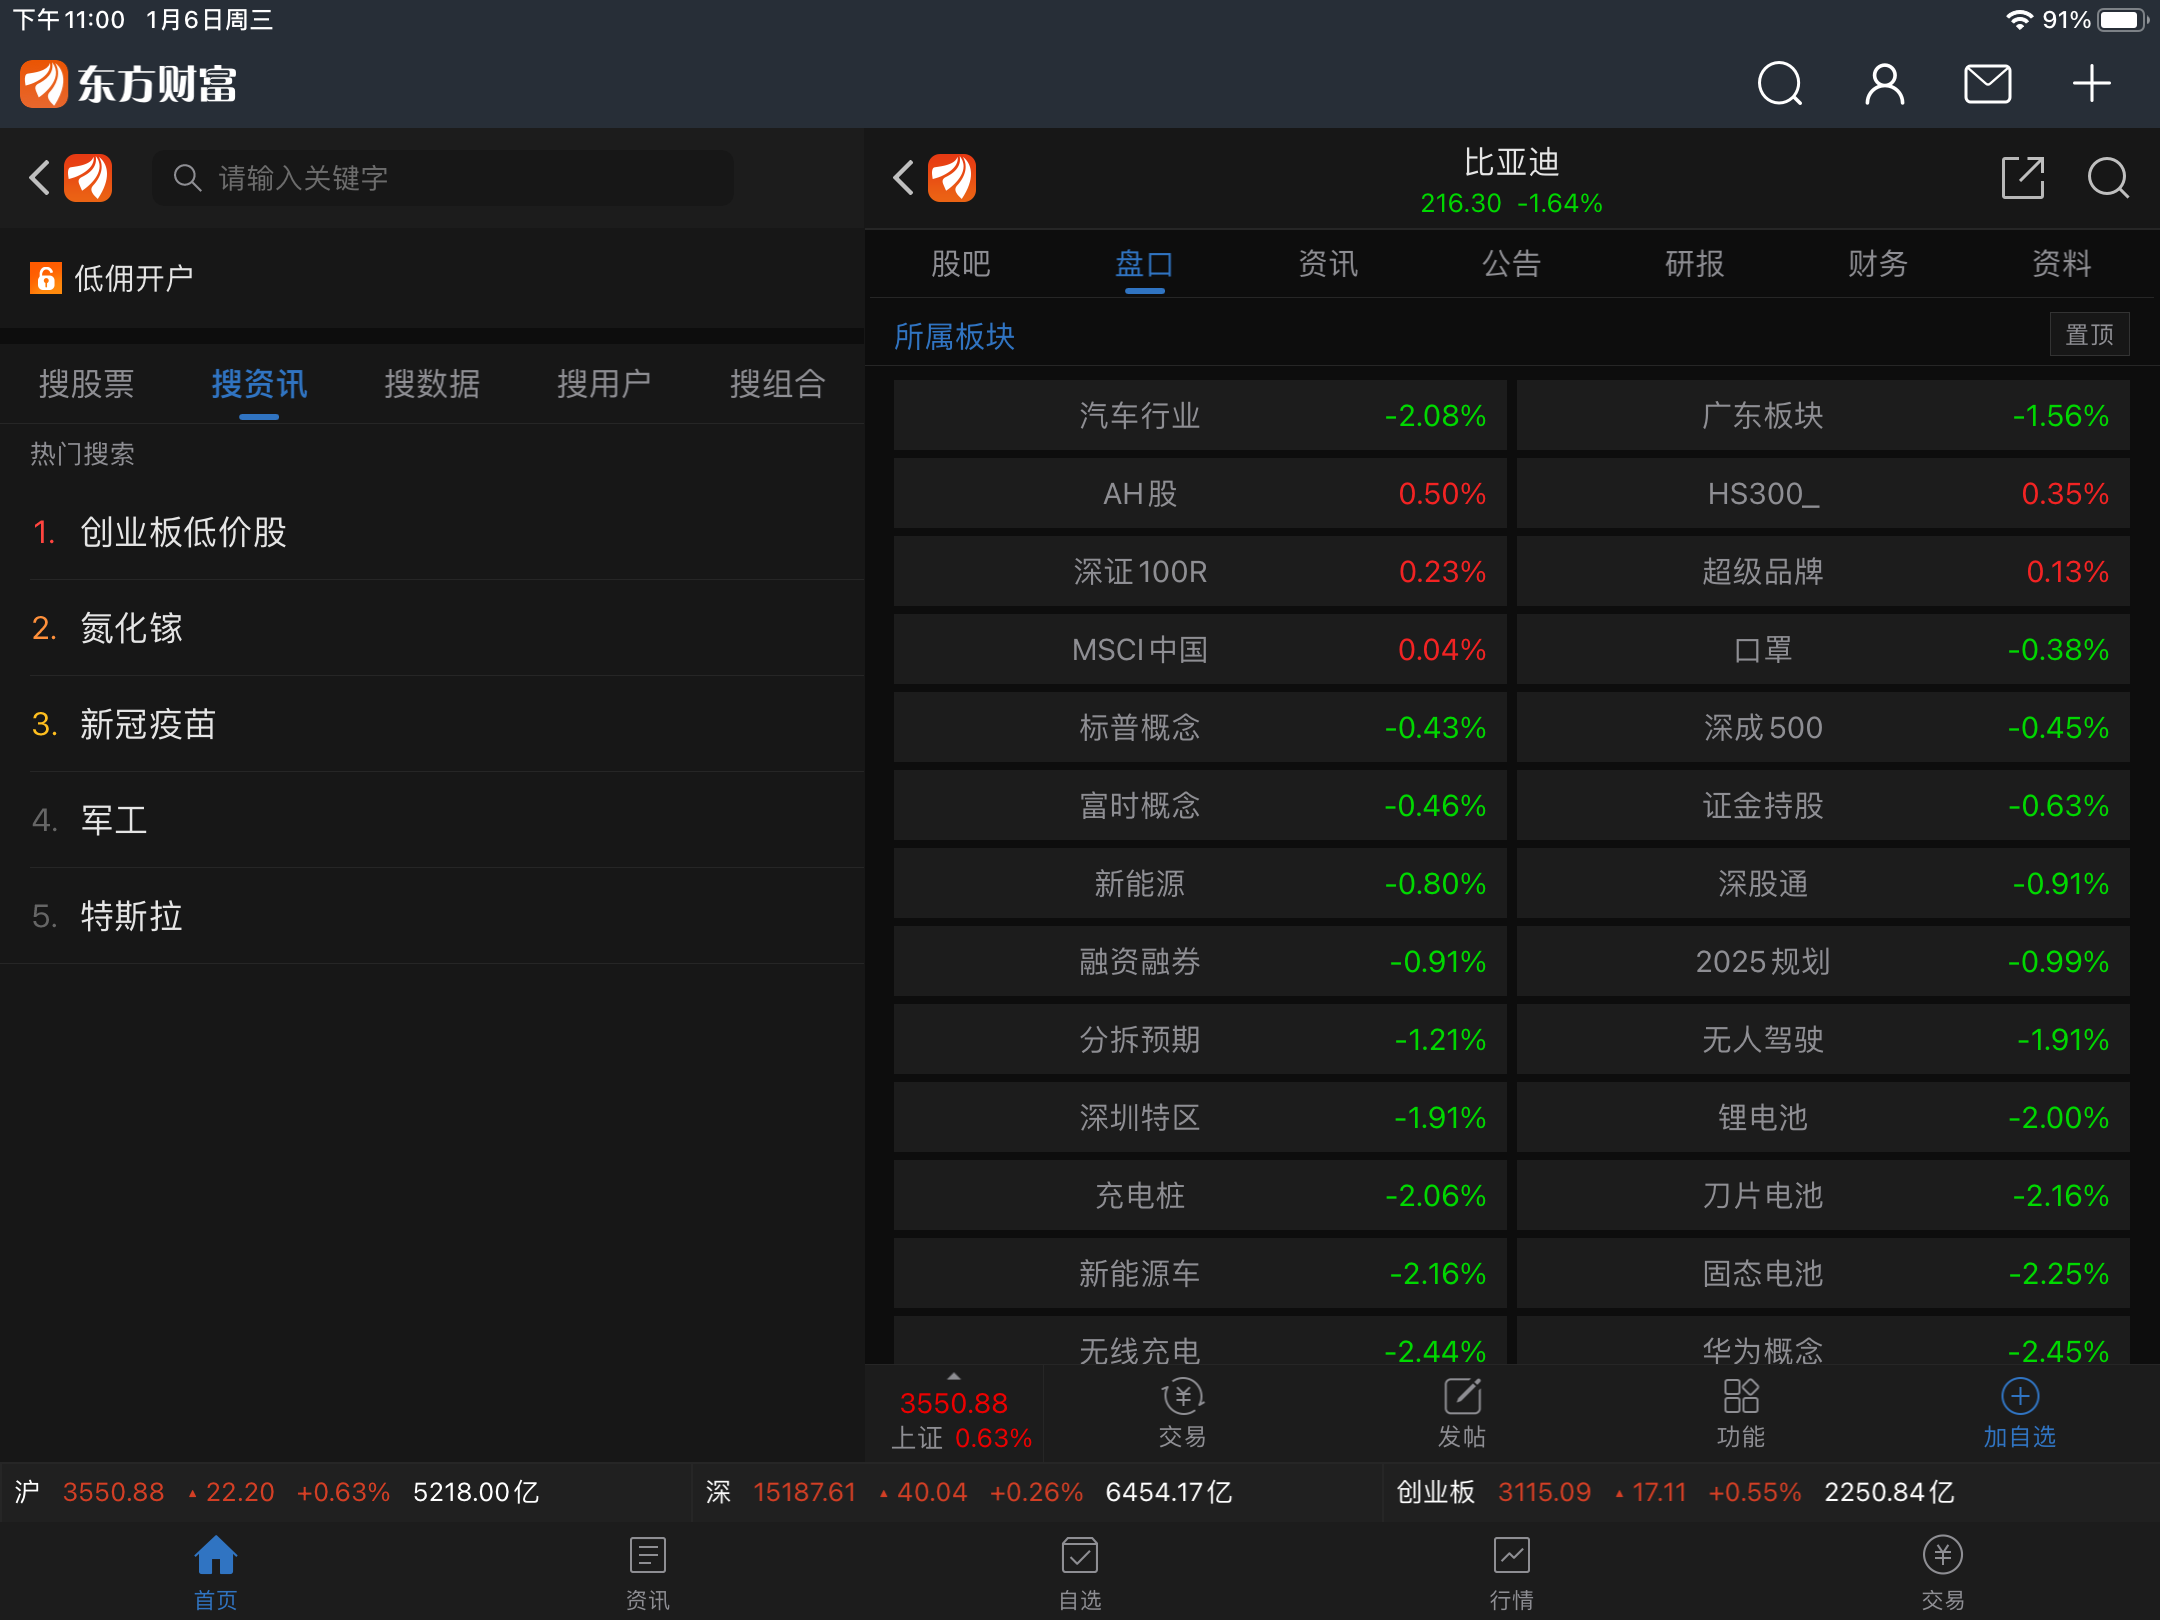 下午11:00 1月6日周三 91%
东方财富
请输入关键字
低佣开户
搜股票 搜资讯 搜数据 搜用户 搜组合
热门搜索
1. 创业板低价股
2. 氮化镓
3. 新冠疫苗
4. 军工
5. 特斯拉
比亚迪
216.30 -1.64%
股吧 盘口 资讯 公告 研报 财务 资料
所属板块 置顶
汽车行业 -2.08% 广东板块 -1.56%
AH股 0.50% HS300_ 0.35%
深证100R 0.23% 超级品牌 0.13%
MSCI中国 0.04% 口罩 -0.38%
标普概念 -0.43% 深成500 -0.45%
富时概念 -0.46% 证金持股 -0.63%
新能源 -0.80% 深股通 -0.91%
融资融券 -0.91% 2025规划 -0.99%
分拆预期 -1.21% 无人驾驶 -1.91%
深圳特区 -1.91% 锂电池 -2.00%
充电桩 -2.06% 刀片电池 -2.16%
新能源车 -2.16% 固态电池 -2.25%
无线充电 -2.44% 华为概念 -2.45%
3550.88
上证 0.63% 交易 发帖 功能 加自选
沪 3550.88 ▲22.20 +0.63% 5218.00亿 深 15187.61 ▲40.04 +0.26% 6454.17亿 创业板 3115.09 ▲17.11 +0.55% 2250.84亿
首页 资讯 自选 行情 交易